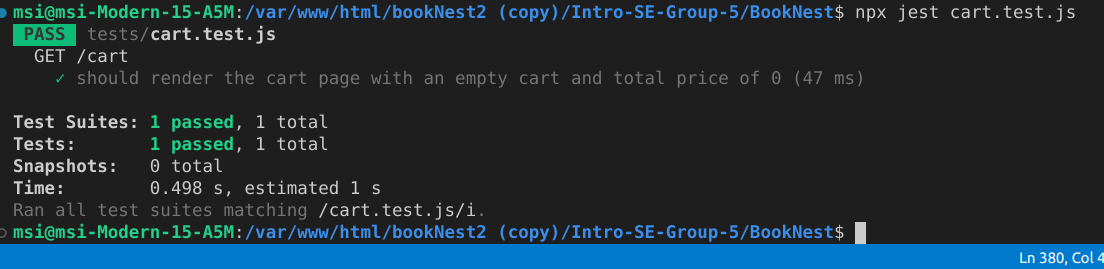 msi@msi-Modern-15-A5M:/var/www/html/bookNest2 (copy)/Intro-SE-Group-5/BookNest$ npx jest cart.test.js
PASS tests/cart.test.js
GET /cart
✓ should render the cart page with an empty cart and total price of 0 (47 ms)
Test Suites: 1 passed, 1 total
Tests: 1 passed, 1 total
Snapshots: 0 total
Time: 0.498 s, estimated 1 s
Ran all test suites matching /cart.test.js/i.
msi@msi-Modern-15-A5M:/var/www/html/bookNest2 (copy)/Intro-SE-Group-5/BookNest$
Ln 380, Col 4